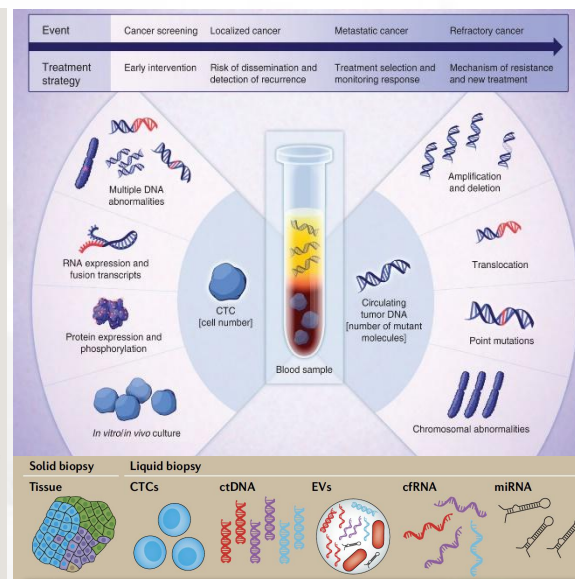 Event
Cancer screening
Localized cancer
Metastatic cancer
Refractory cancer
Treatment
strategy
Early intervention
Risk of dissemination and
detection of recurrence
Treatment selection and
monitoring response
Mechanism of resistance
and new treatment
Multiple DNA
abnormalities
RNA expression and
fusion transcripts
Protein expression and
phosphorylation
In vitro/in vivo culture
CTC
[cell number]
Blood sample
Circulating
tumor DNA
[number of mutant
molecules]
Amplification
and deletion
Translocation
Point mutations
Chromosomal abnormalities
Solid biopsy
Liquid biopsy
Tissue
CTCs
ctDNA
EVs
cfRNA
miRNA